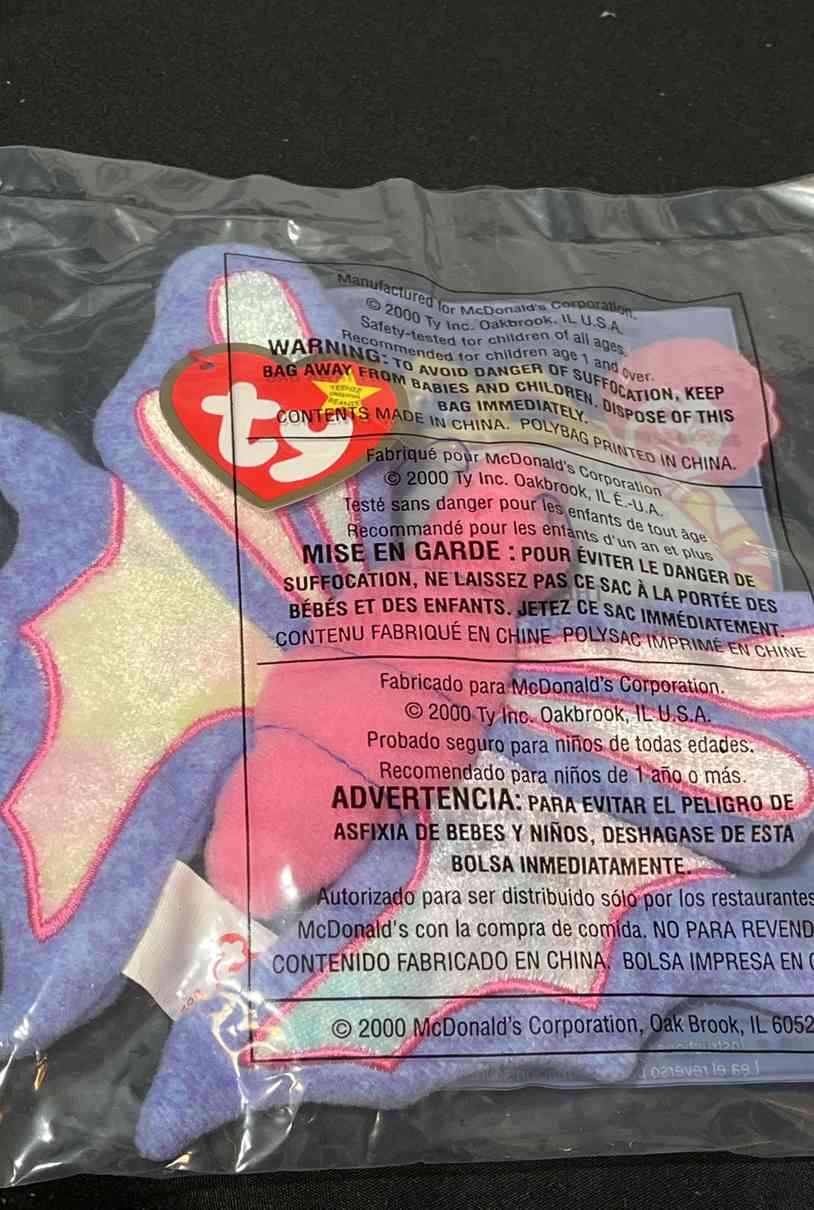 ty
TEENIE
BEANIE
Manufactured for McDonald's Corporation.
© 2000 Ty Inc. Oakbrook, IL U.S.A.
Safety-tested for children of all ages.
Recommended for children age 1 and over.
WARNING: TO AVOID DANGER OF SUFFOCATION, KEEP
BAG AWAY FROM BABIES AND CHILDREN. DISPOSE OF THIS
BAG IMMEDIATELY.
CONTENTS MADE IN CHINA. POLYBAG PRINTED IN CHINA.
Fabriqué pour McDonald's Corporation
© 2000 Ty Inc. Oakbrook, IL É.-U.A.
Testé sans danger pour les enfants de tout âge
Recommandé pour les enfants d'un an et plus
MISE EN GARDE : POUR ÉVITER LE DANGER DE
SUFFOCATION, NE LAISSEZ PAS CE SAC À LA PORTÉE DES
BÉBÉS ET DES ENFANTS. JETEZ CE SAC IMMÉDIATEMENT.
CONTENU FABRIQUÉ EN CHINE POLYSAC IMPRIMÉ EN CHINE
Fabricado para McDonald's Corporation.
© 2000 Ty Inc. Oakbrook, IL U.S.A.
Probado seguro para niños de todas edades.
Recomendado para niños de 1 año o más.
ADVERTENCIA: PARA EVITAR EL PELIGRO DE
ASFIXIA DE BEBES Y NIÑOS, DESHAGASE DE ESTA
BOLSA INMEDIATAMENTE.
Autorizado para ser distribuido sólo por los restaurantes
McDonald's con la compra de comida. NO PARA REVEND
CONTENIDO FABRICADO EN CHINA. BOLSA IMPRESA EN
© 2000 McDonald's Corporation, Oak Brook, IL 6052